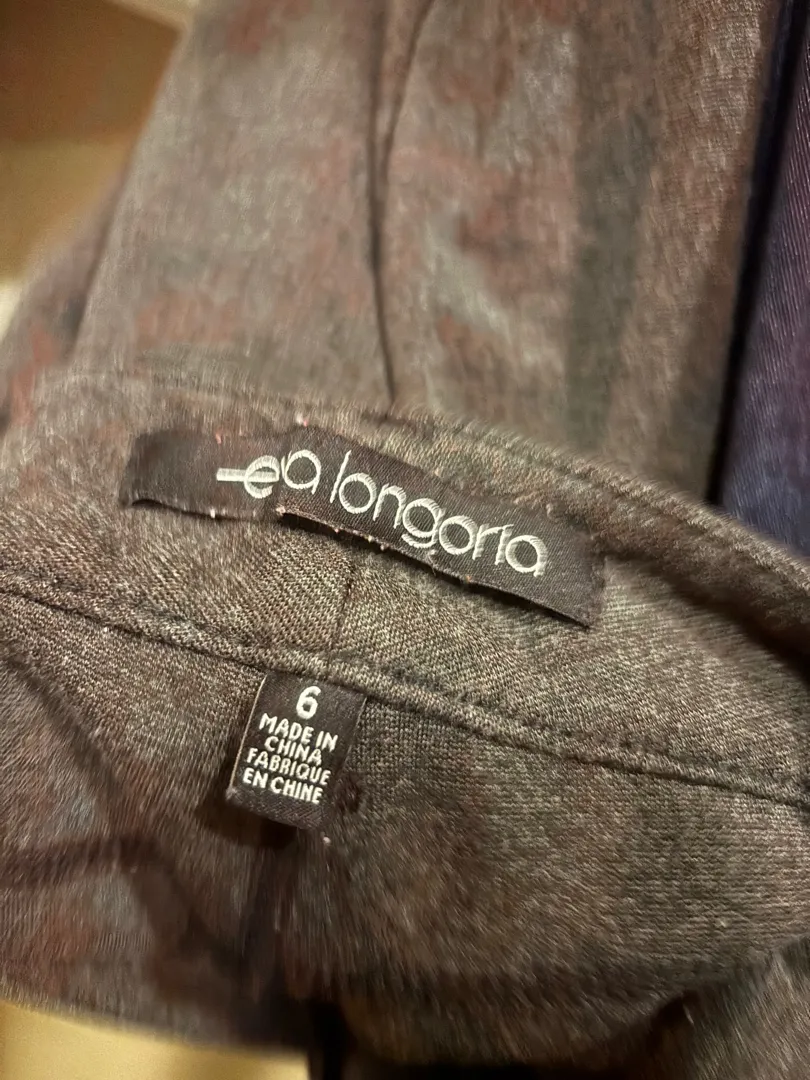 eva longoria
6
MADE IN
CHINA
FABRIQUE
EN CHINE